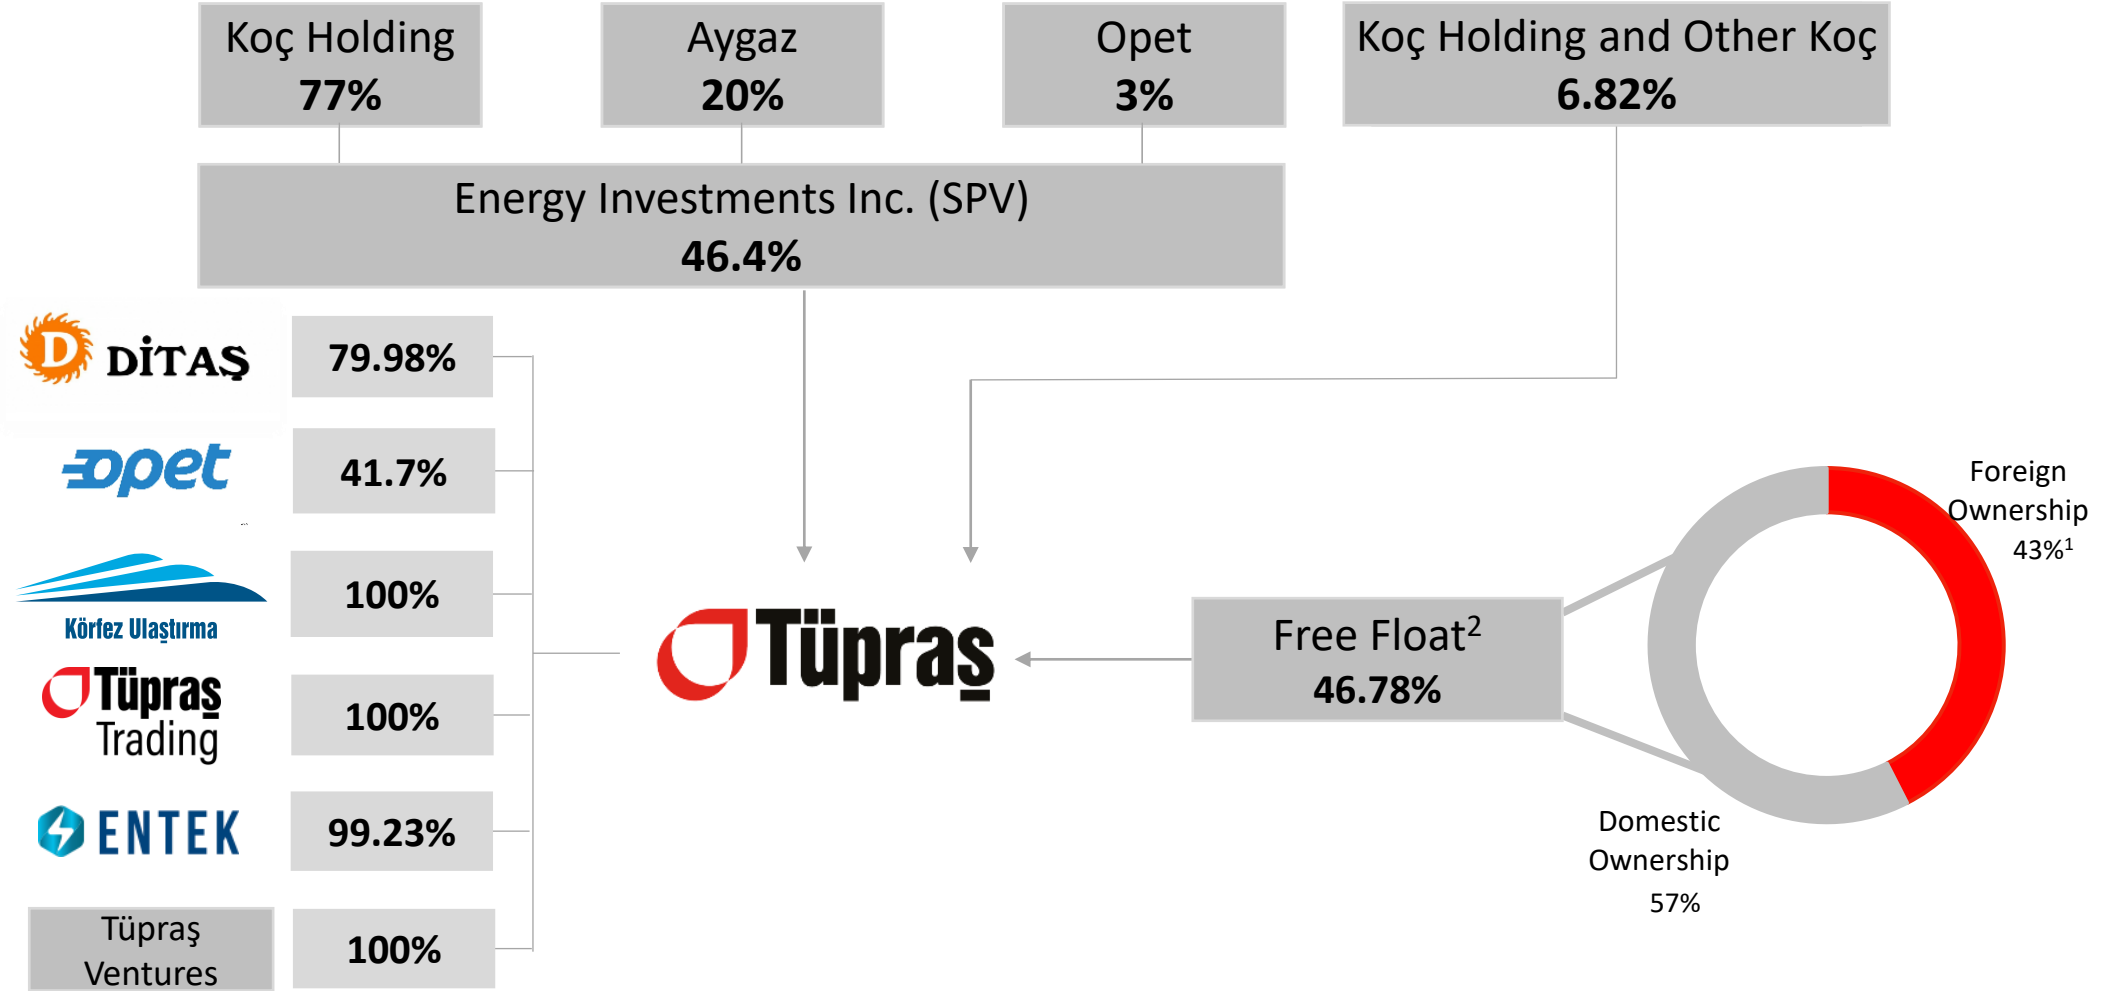 Koç Holding
77%
Aygaz
20%
Opet
3%
Koç Holding and Other Koç
6.82%
Energy Investments Inc. (SPV)
46.4%
D DİTAŞ
79.98%
opet
41.7%
Körfez Ulaştırma
100%
Tüpraş
Trading
100%
ENTEK
99.23%
Tüpraş
Ventures
100%
Tüpraş
Free Float²
46.78%
Foreign
Ownership
43%¹
Domestic
Ownership
57%